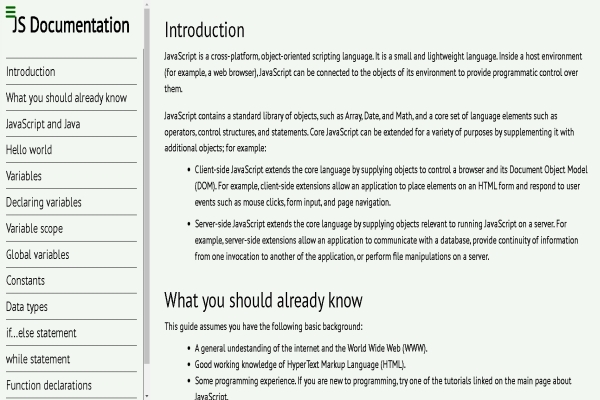 JS Documentation
Introduction
What you should already know
JavaScript and Java
Hello world
Variables
Declaring variables
Variable scope
Global variables
Constants
Data types
if...else statement
while statement
Function declarations
Introduction
JavaScript is a cross-platform, object-oriented scripting language. It is a small and lightweight language. Inside a host environment
(for example, a web browser), JavaScript can be connected to the objects of its environment to provide programmatic control over
them.
JavaScript contains a standard library of objects, such as Array, Date, and Math, and a core set of language elements such as
operators, control structures, and statements. Core JavaScript can be extended for a variety of purposes by supplementing it with
additional objects; for example:
• Client-side JavaScript extends the core language by supplying objects to control a browser and its Document Object Model
(DOM). For example, client-side extensions allow an application to place elements on an HTML form and respond to user
events such as mouse clicks, form input, and page navigation.
• Server-side JavaScript extends the core language by supplying objects relevant to running JavaScript on a server. For
example, server-side extensions allow an application to communicate with a database, provide continuity of information
from one invocation to another of the application, or perform file manipulations on a server.
What you should already know
This guide assumes you have the following basic background:
• A general undestanding of the internet and the World Wide Web (WWW).
• Good working knowledge of HyperText Markup Language (HTML).
• Some programming experience. If you are new to programming, try one of the tutorials linked on the main page about
JavaScript.